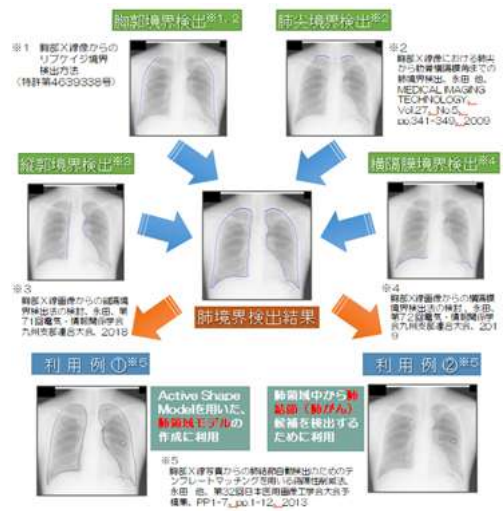 胸郭境界検出※1, 2
肺尖境界検出※2
※1 胸部X線像からの
リブケイジ境界
検出方法
(特許第4639338号)
※2
胸部X線像における肺尖
から肋骨横隔膜角までの
肺境界検出、永田 他、
MEDICAL IMAGING
TECHNOLOGY,
Vol.27, No.5,
pp.341-349, 2009
縦郭境界検出※3
横隔膜境界検出※4
※3
胸部X線画像からの縦隔境
界検出法の検討、永田、第
71回電気・情報関係学会
九州支部連合大会、2018
肺境界検出結果
※4
胸部X線画像からの横隔膜
境界検出法の検討、永田、
第72回電気・情報関係学会
九州支部連合大会、201
9
利用例①※5
利用例②※5
Active Shape
Modelを用いた、
肺領域モデルの
作成に利用
肺領域中から肺
結節（肺がん）
候補を検出する
ために利用
※5
胸部X線写真からの肺結節自動検出のためのテ
ンプレートマッチングを用いる偽陽性削減法、
永田 他、第32回日本医用画像工学会大会予
稿集、PP1-7, pp.1-12, 2013